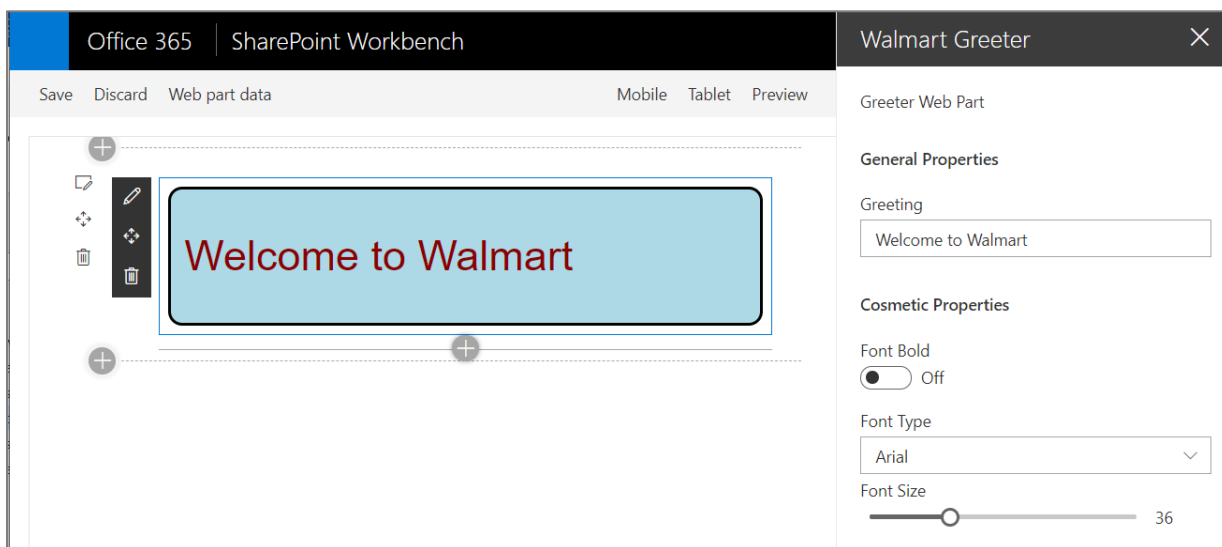 Office 365 SharePoint Workbench
Save Discard Web part data Mobile Tablet Preview
Welcome to Walmart
Walmart Greeter
Greeter Web Part
General Properties
Greeting
Welcome to Walmart
Cosmetic Properties
Font Bold
Off
Font Type
Arial
Font Size
36